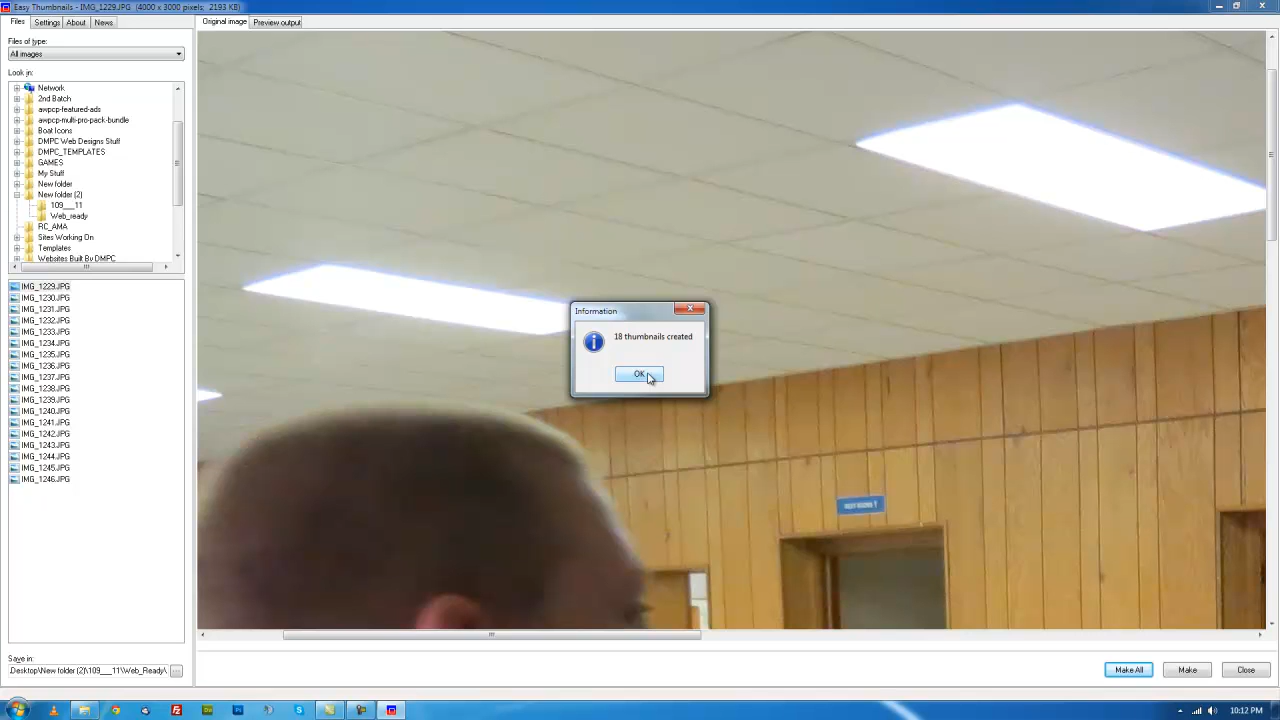 Easy Thumbnails - IMG_1229.JPG (4000 x 3000 pixels; 2193 KB)
Files Settings About News
Original image Preview output
Files of type:
All images
Look in:
Network
2nd Batch
awpcp-featured-ads
awpcp-multi-pro-pack-bundle
Boat Icons
DMPC Web Designs Stuff
DMPC_TEMPLATES
GAMES
My Stuff
New folder
New folder (2)
109___11
Web_ready
RC_AMA
Sites Working On
Templates
Websites Built By DMPC
IMG_1229.JPG
IMG_1230.JPG
IMG_1231.JPG
IMG_1232.JPG
IMG_1233.JPG
IMG_1234.JPG
IMG_1235.JPG
IMG_1236.JPG
IMG_1237.JPG
IMG_1238.JPG
IMG_1239.JPG
IMG_1240.JPG
IMG_1241.JPG
IMG_1242.JPG
IMG_1243.JPG
IMG_1244.JPG
IMG_1245.JPG
IMG_1246.JPG
Information
18 thumbnails created
OK
Save in:
.Desktop\New folder (2)\109___11\Web_Ready\ ...
Make All Make Close
10:12 PM